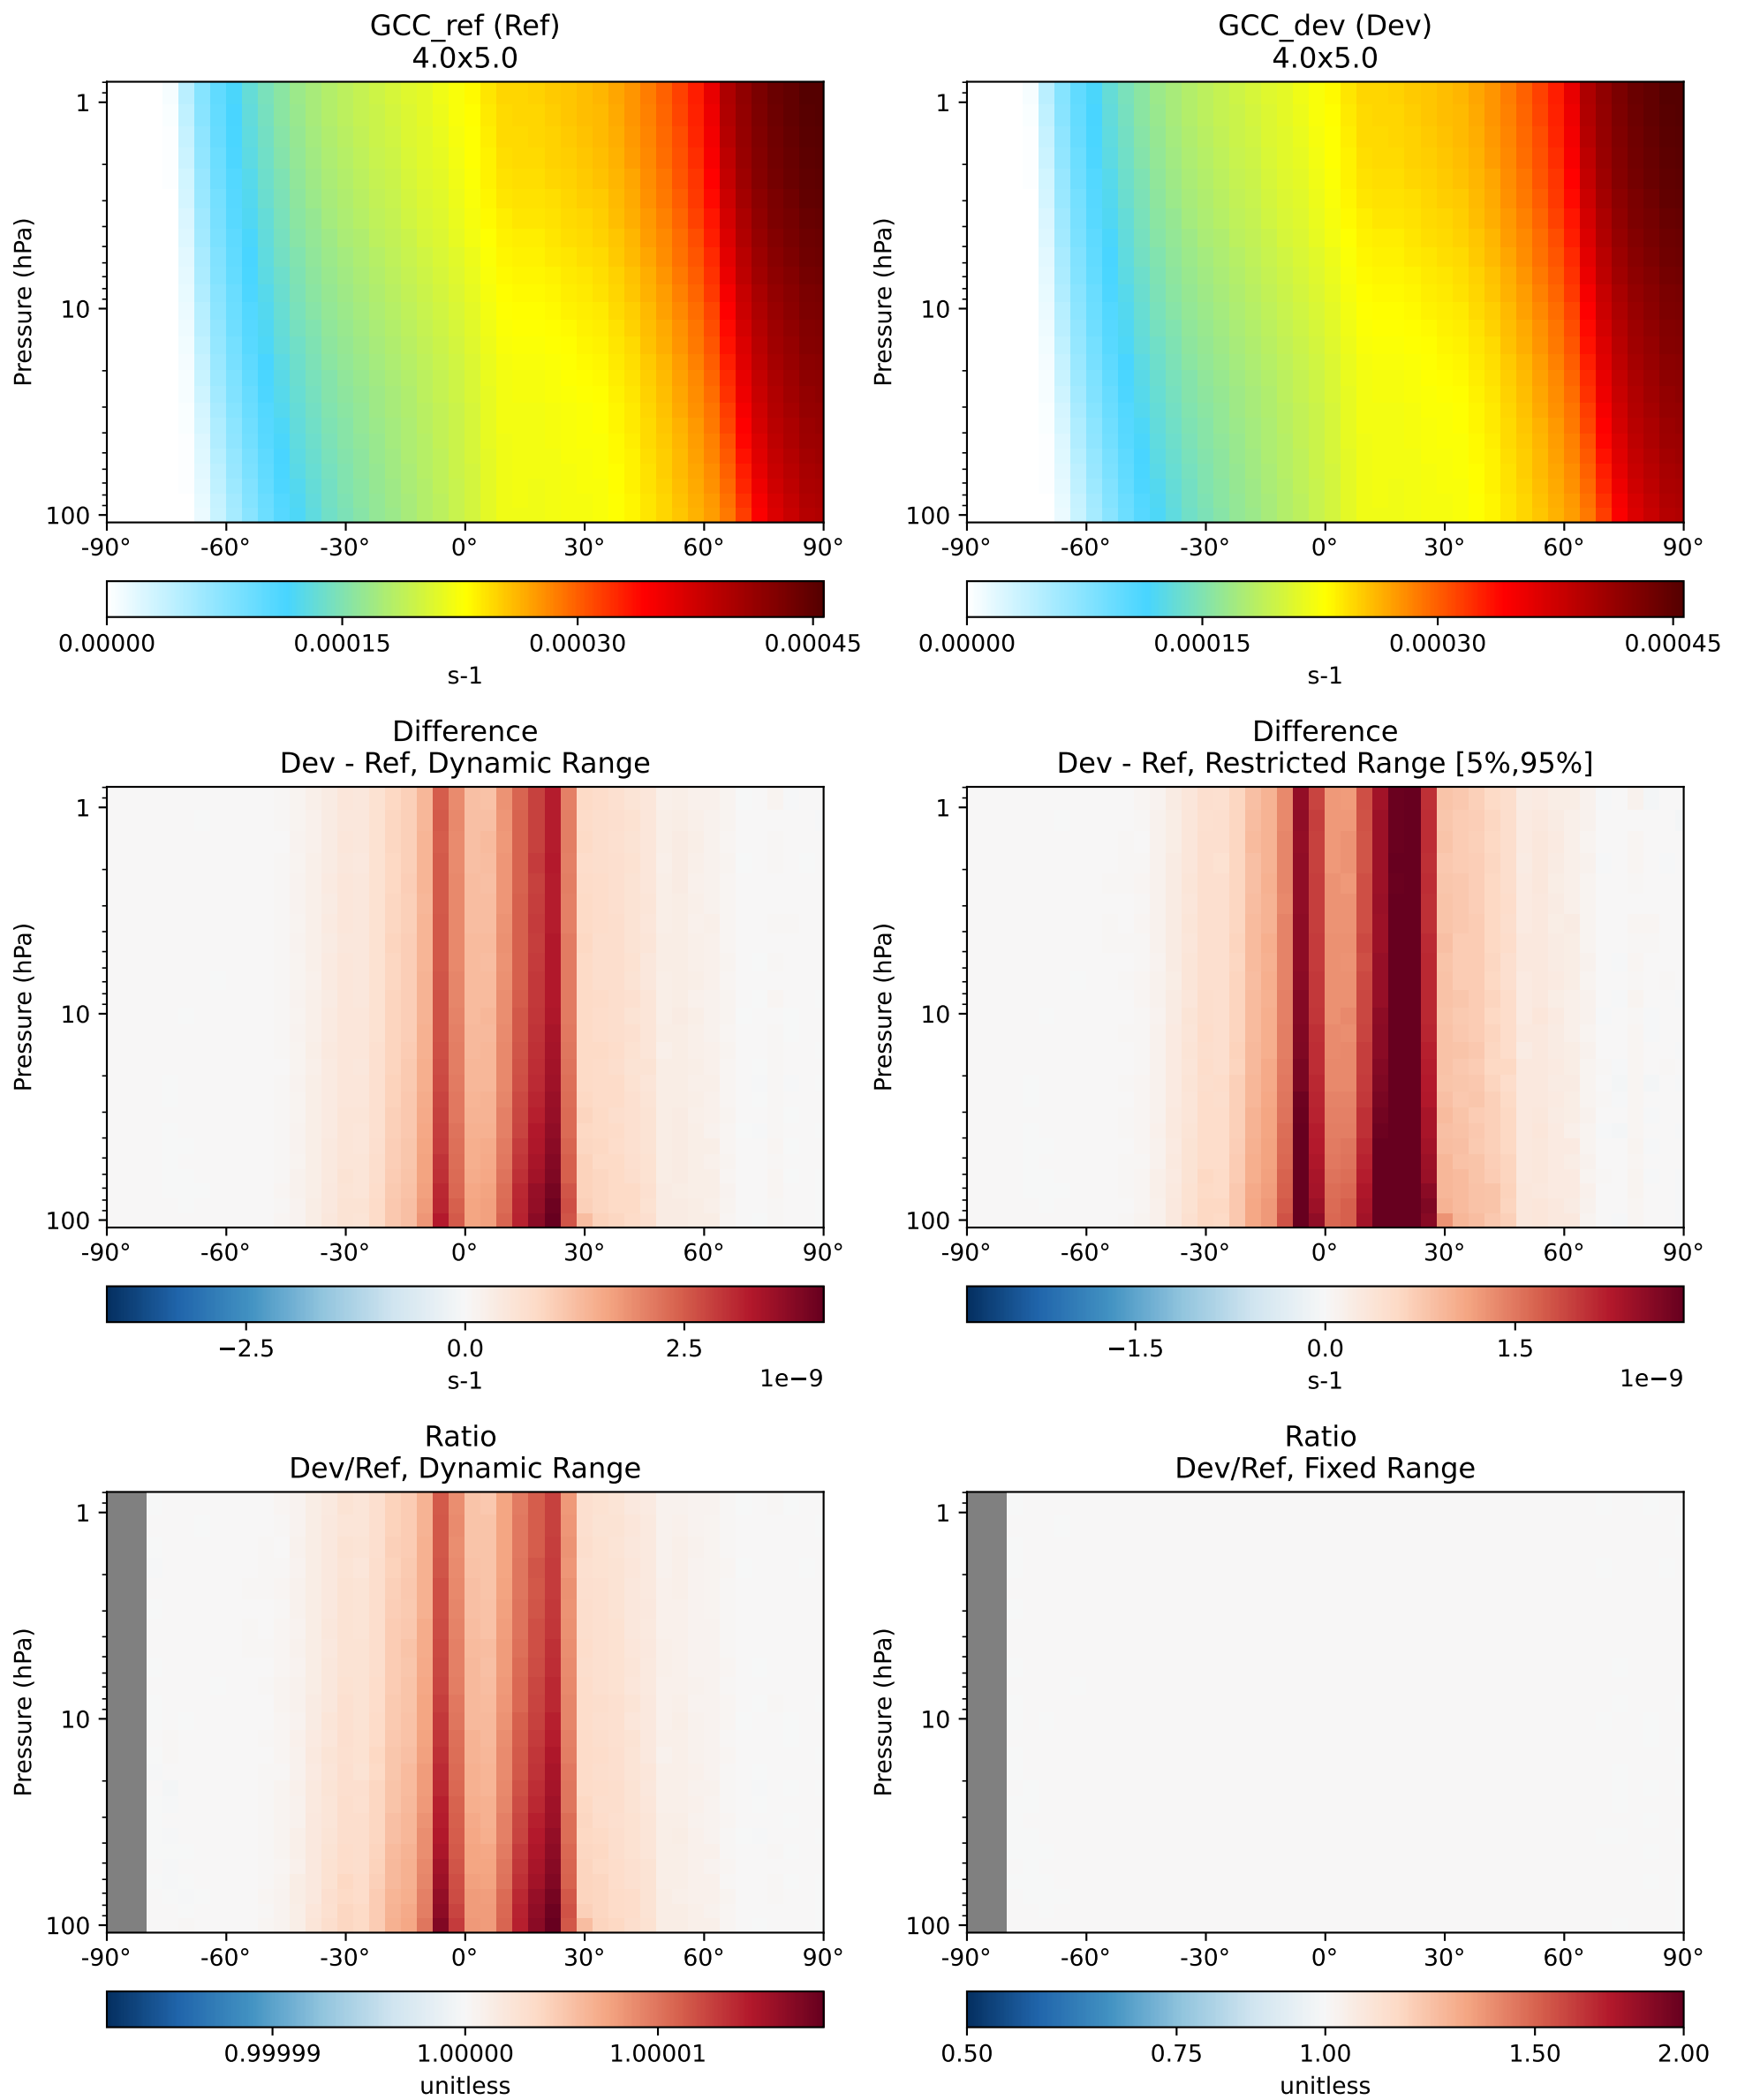 GCC_ref (Ref)
4.0x5.0
Pressure (hPa)
1
10
100
-90° -60° -30° 0° 30° 60° 90°
0.00000 0.00015 0.00030 0.00045
s-1
GCC_dev (Dev)
4.0x5.0
Pressure (hPa)
1
10
100
-90° -60° -30° 0° 30° 60° 90°
0.00000 0.00015 0.00030 0.00045
s-1
Difference
Dev - Ref, Dynamic Range
Pressure (hPa)
1
10
100
-90° -60° -30° 0° 30° 60° 90°
−2.5 0.0 2.5
s-1 1e−9
Difference
Dev - Ref, Restricted Range [5%,95%]
Pressure (hPa)
1
10
100
-90° -60° -30° 0° 30° 60° 90°
−1.5 0.0 1.5
s-1 1e−9
Ratio
Dev/Ref, Dynamic Range
Pressure (hPa)
1
10
100
-90° -60° -30° 0° 30° 60° 90°
0.99999 1.00000 1.00001
unitless
Ratio
Dev/Ref, Fixed Range
Pressure (hPa)
1
10
100
-90° -60° -30° 0° 30° 60° 90°
0.50 0.75 1.00 1.50 2.00
unitless